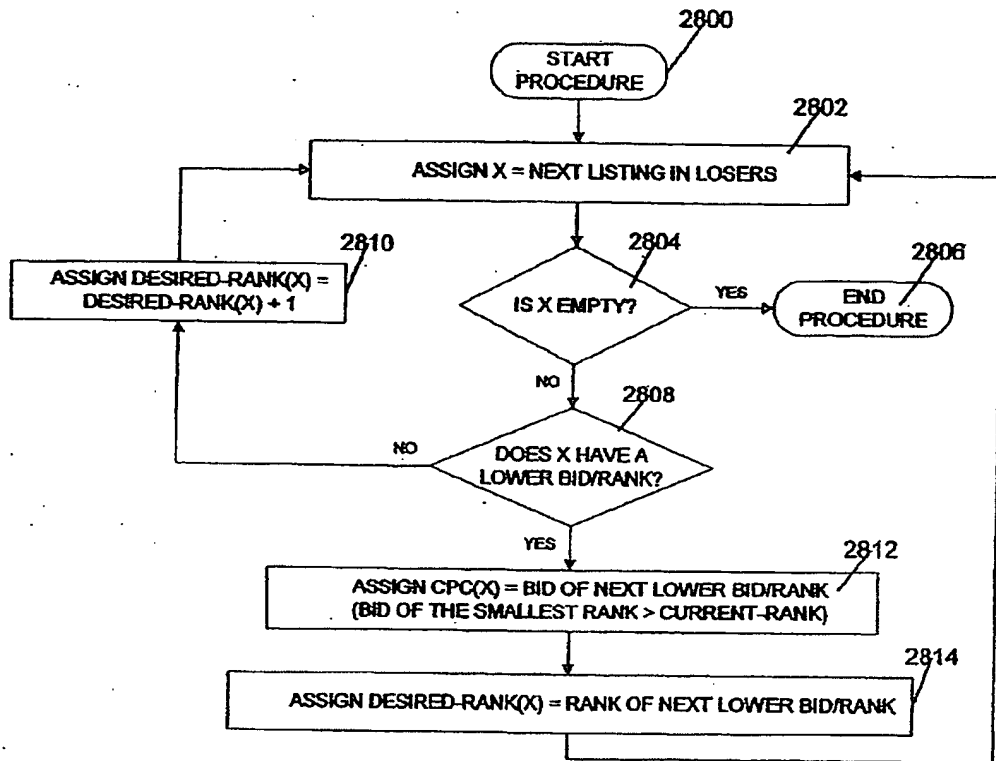 2800
START
PROCEDURE
2802
ASSIGN X = NEXT LISTING IN LOSERS
2810
ASSIGN DESIRED-RANK(X) =
DESIRED-RANK(X) + 1
2804
IS X EMPTY?
YES
2806
END
PROCEDURE
NO
2808
DOES X HAVE A
LOWER BID/RANK?
NO
YES
2812
ASSIGN CPC(X) = BID OF NEXT LOWER BID/RANK
(BID OF THE SMALLEST RANK > CURRENT-RANK)
2814
ASSIGN DESIRED-RANK(X) = RANK OF NEXT LOWER BID/RANK